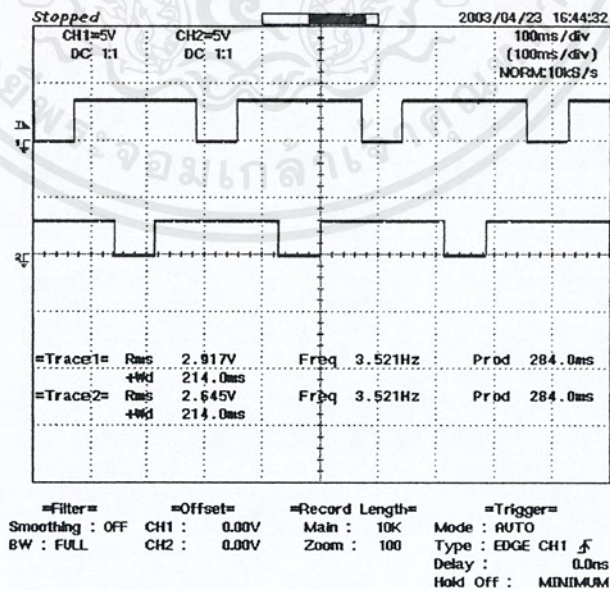 Stopped 2003/04/23 16:44:32
CH1=5V CH2=5V 100ms/div
DC 1:1 DC 1:1 (100ms/div)
NORM:10kS/s
=Trace1= Rms 2.917V Freq 3.521Hz Prod 284.0ms
+Wd 214.0ms
=Trace2= Rms 2.645V Freq 3.521Hz Prod 284.0ms
+Wd 214.0ms
=Filter= =Offset= =Record Length= =Trigger=
Smoothing : OFF CH1 : 0.00V Main : 10K Mode : AUTO
BW : FULL CH2 : 0.00V Zoom : 100 Type : EDGE CH1
Delay : 0.0ns
Hold Off : MINIMUM